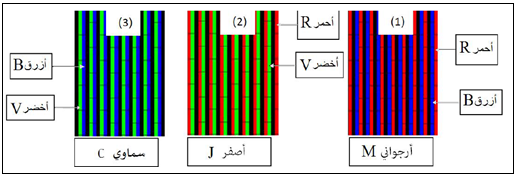 (1)
أحمر R
أزرق B
أرجواني M
(2)
أحمر R
أخضر V
أصفر J
(3)
أزرق B
أخضر V
سماوي C